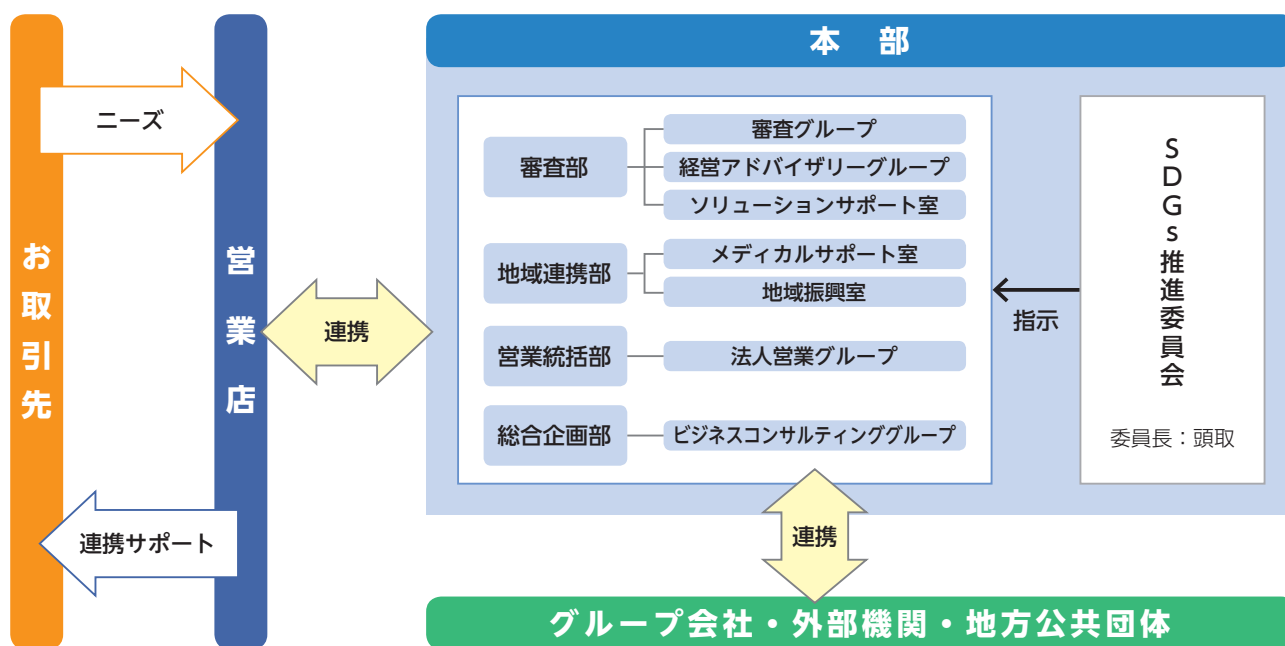 お取引先
ニーズ
営業店
連携サポート
連携
本部
審査部
審査グループ
経営アドバイザリーグループ
ソリューションサポート室
地域連携部
メディカルサポート室
地域振興室
営業統括部
法人営業グループ
総合企画部
ビジネスコンサルティンググループ
指示
SDGs推進委員会
委員長：頭取
連携
グループ会社・外部機関・地方公共団体